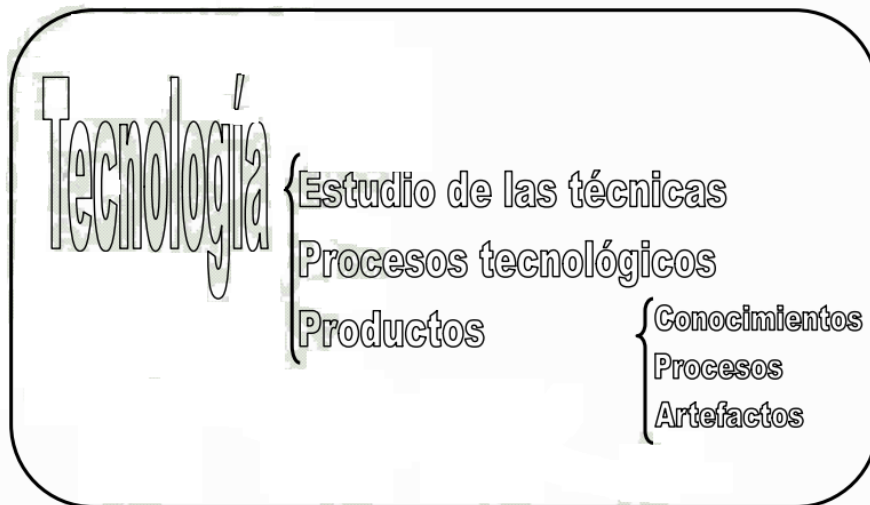 Tecnología
Estudio de las técnicas
Procesos tecnológicos
Productos
Conocimientos
Procesos
Artefactos